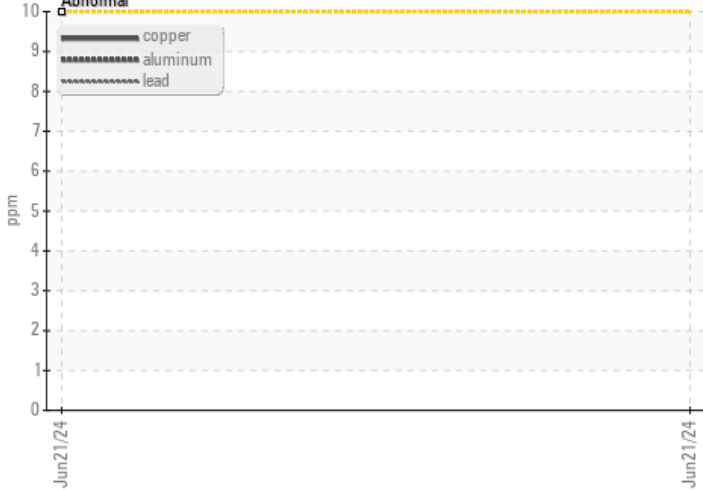 Abnormal
10
copper
9
aluminum
lead
8
7
6
ppm
5
4
3
2
1
0
Jun21/24
Jun21/24